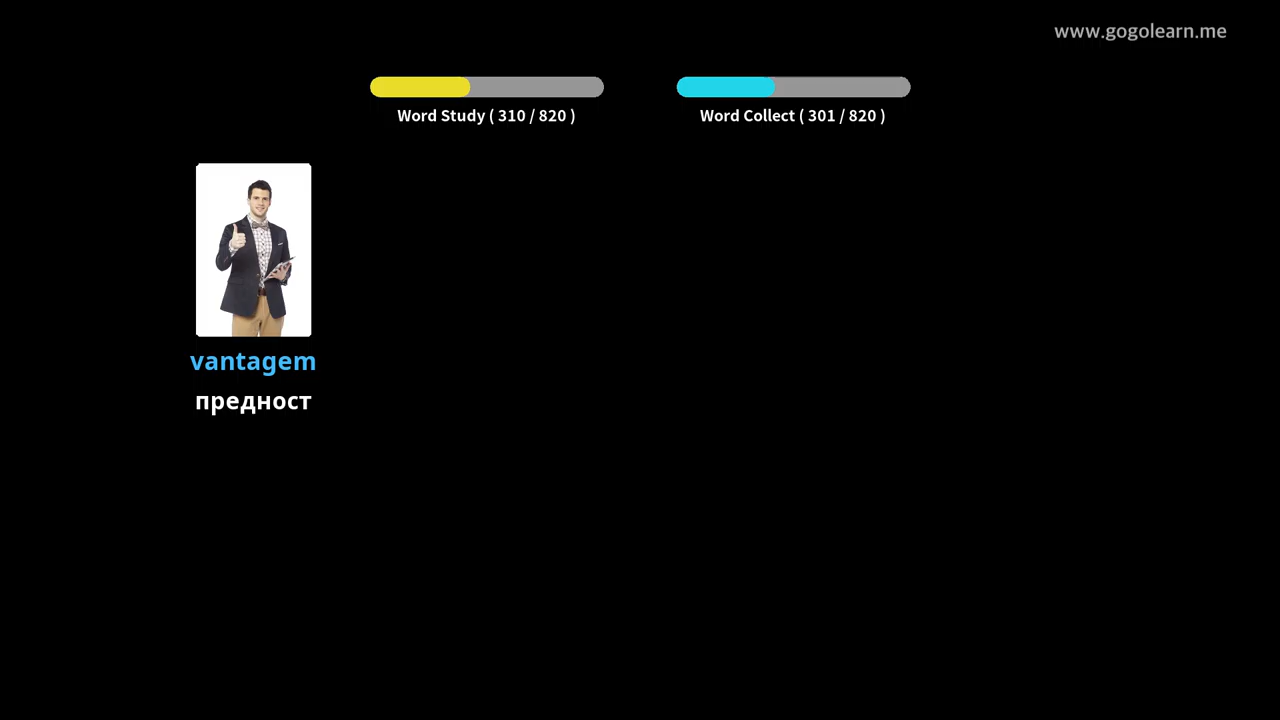 www.gogolearn.me
Word Study ( 310 / 820 )
Word Collect ( 301 / 820 )
vantagem
предност